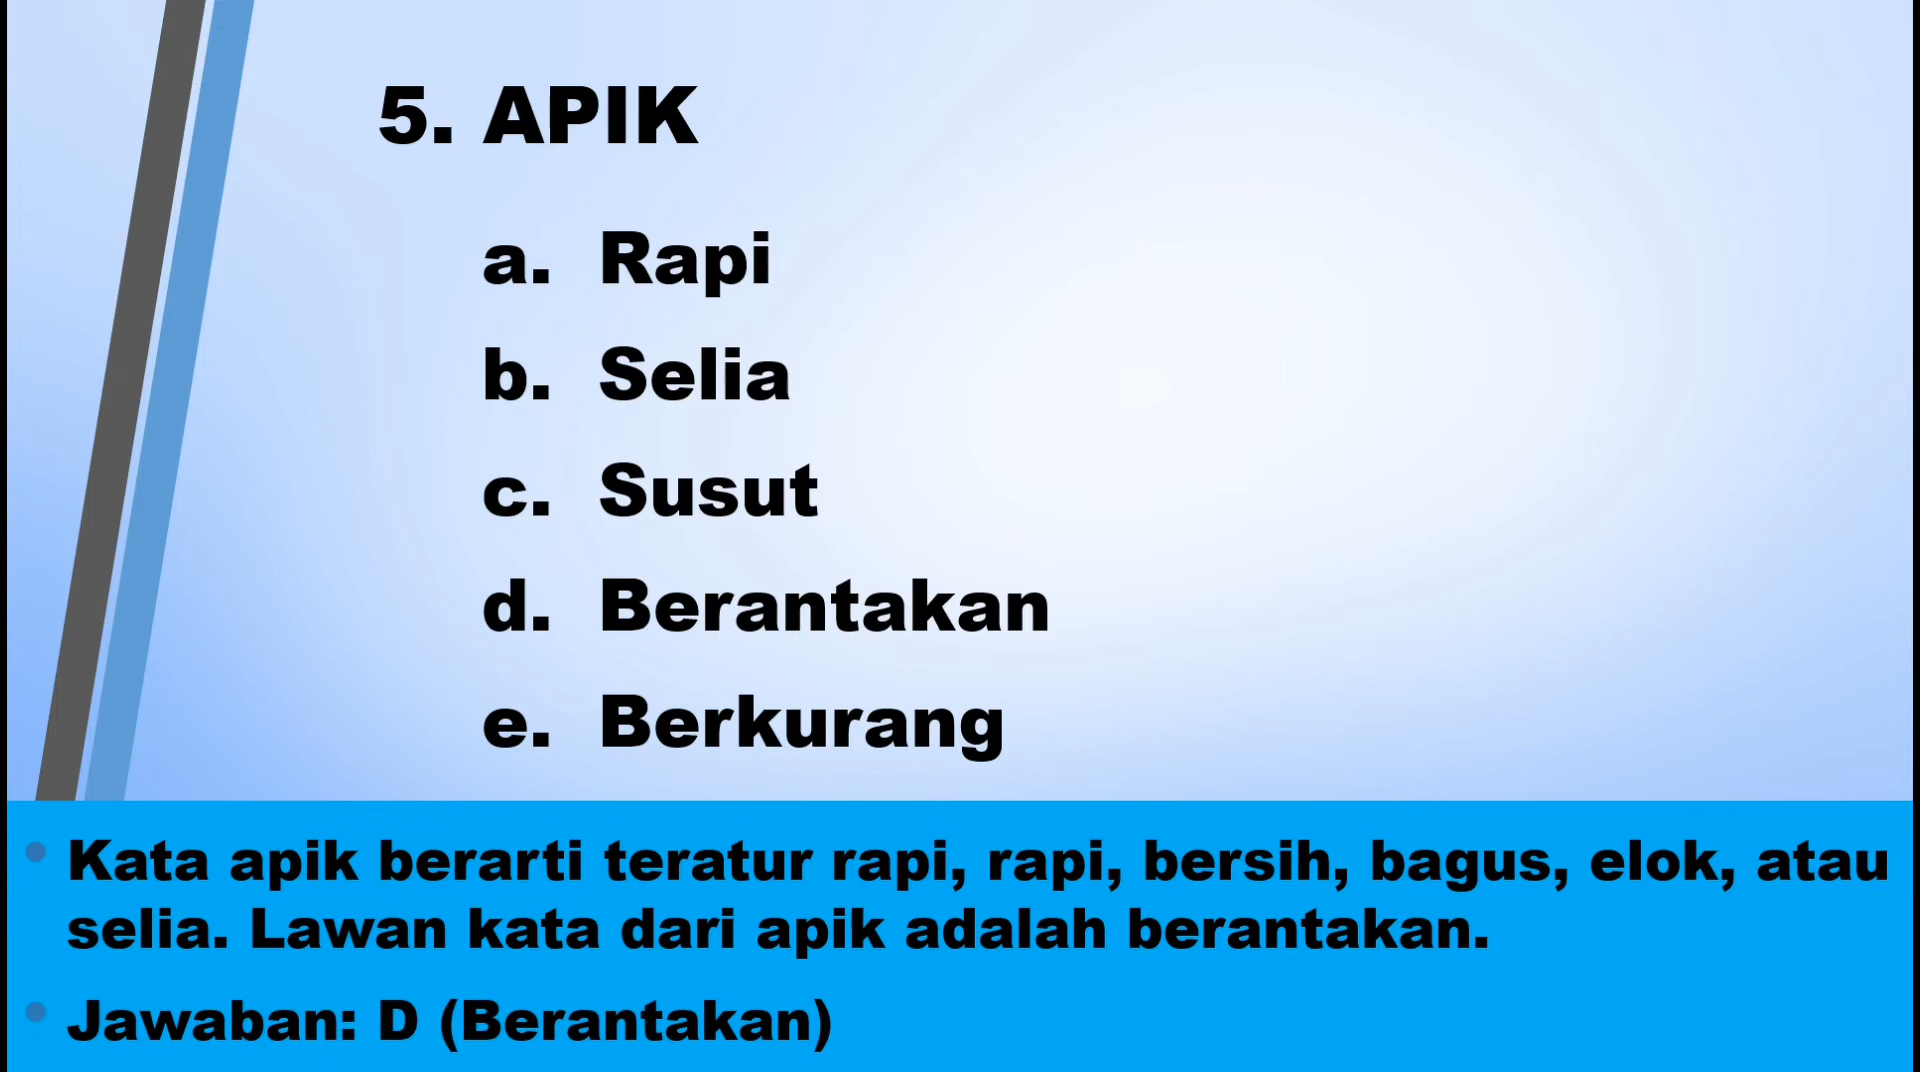 5. APIK
a. Rapi
b. Selia
c. Susut
d. Berantakan
e. Berkurang
• Kata apik berarti teratur rapi, rapi, bersih, bagus, elok, atau
selia. Lawan kata dari apik adalah berantakan.
• Jawaban: D (Berantakan)